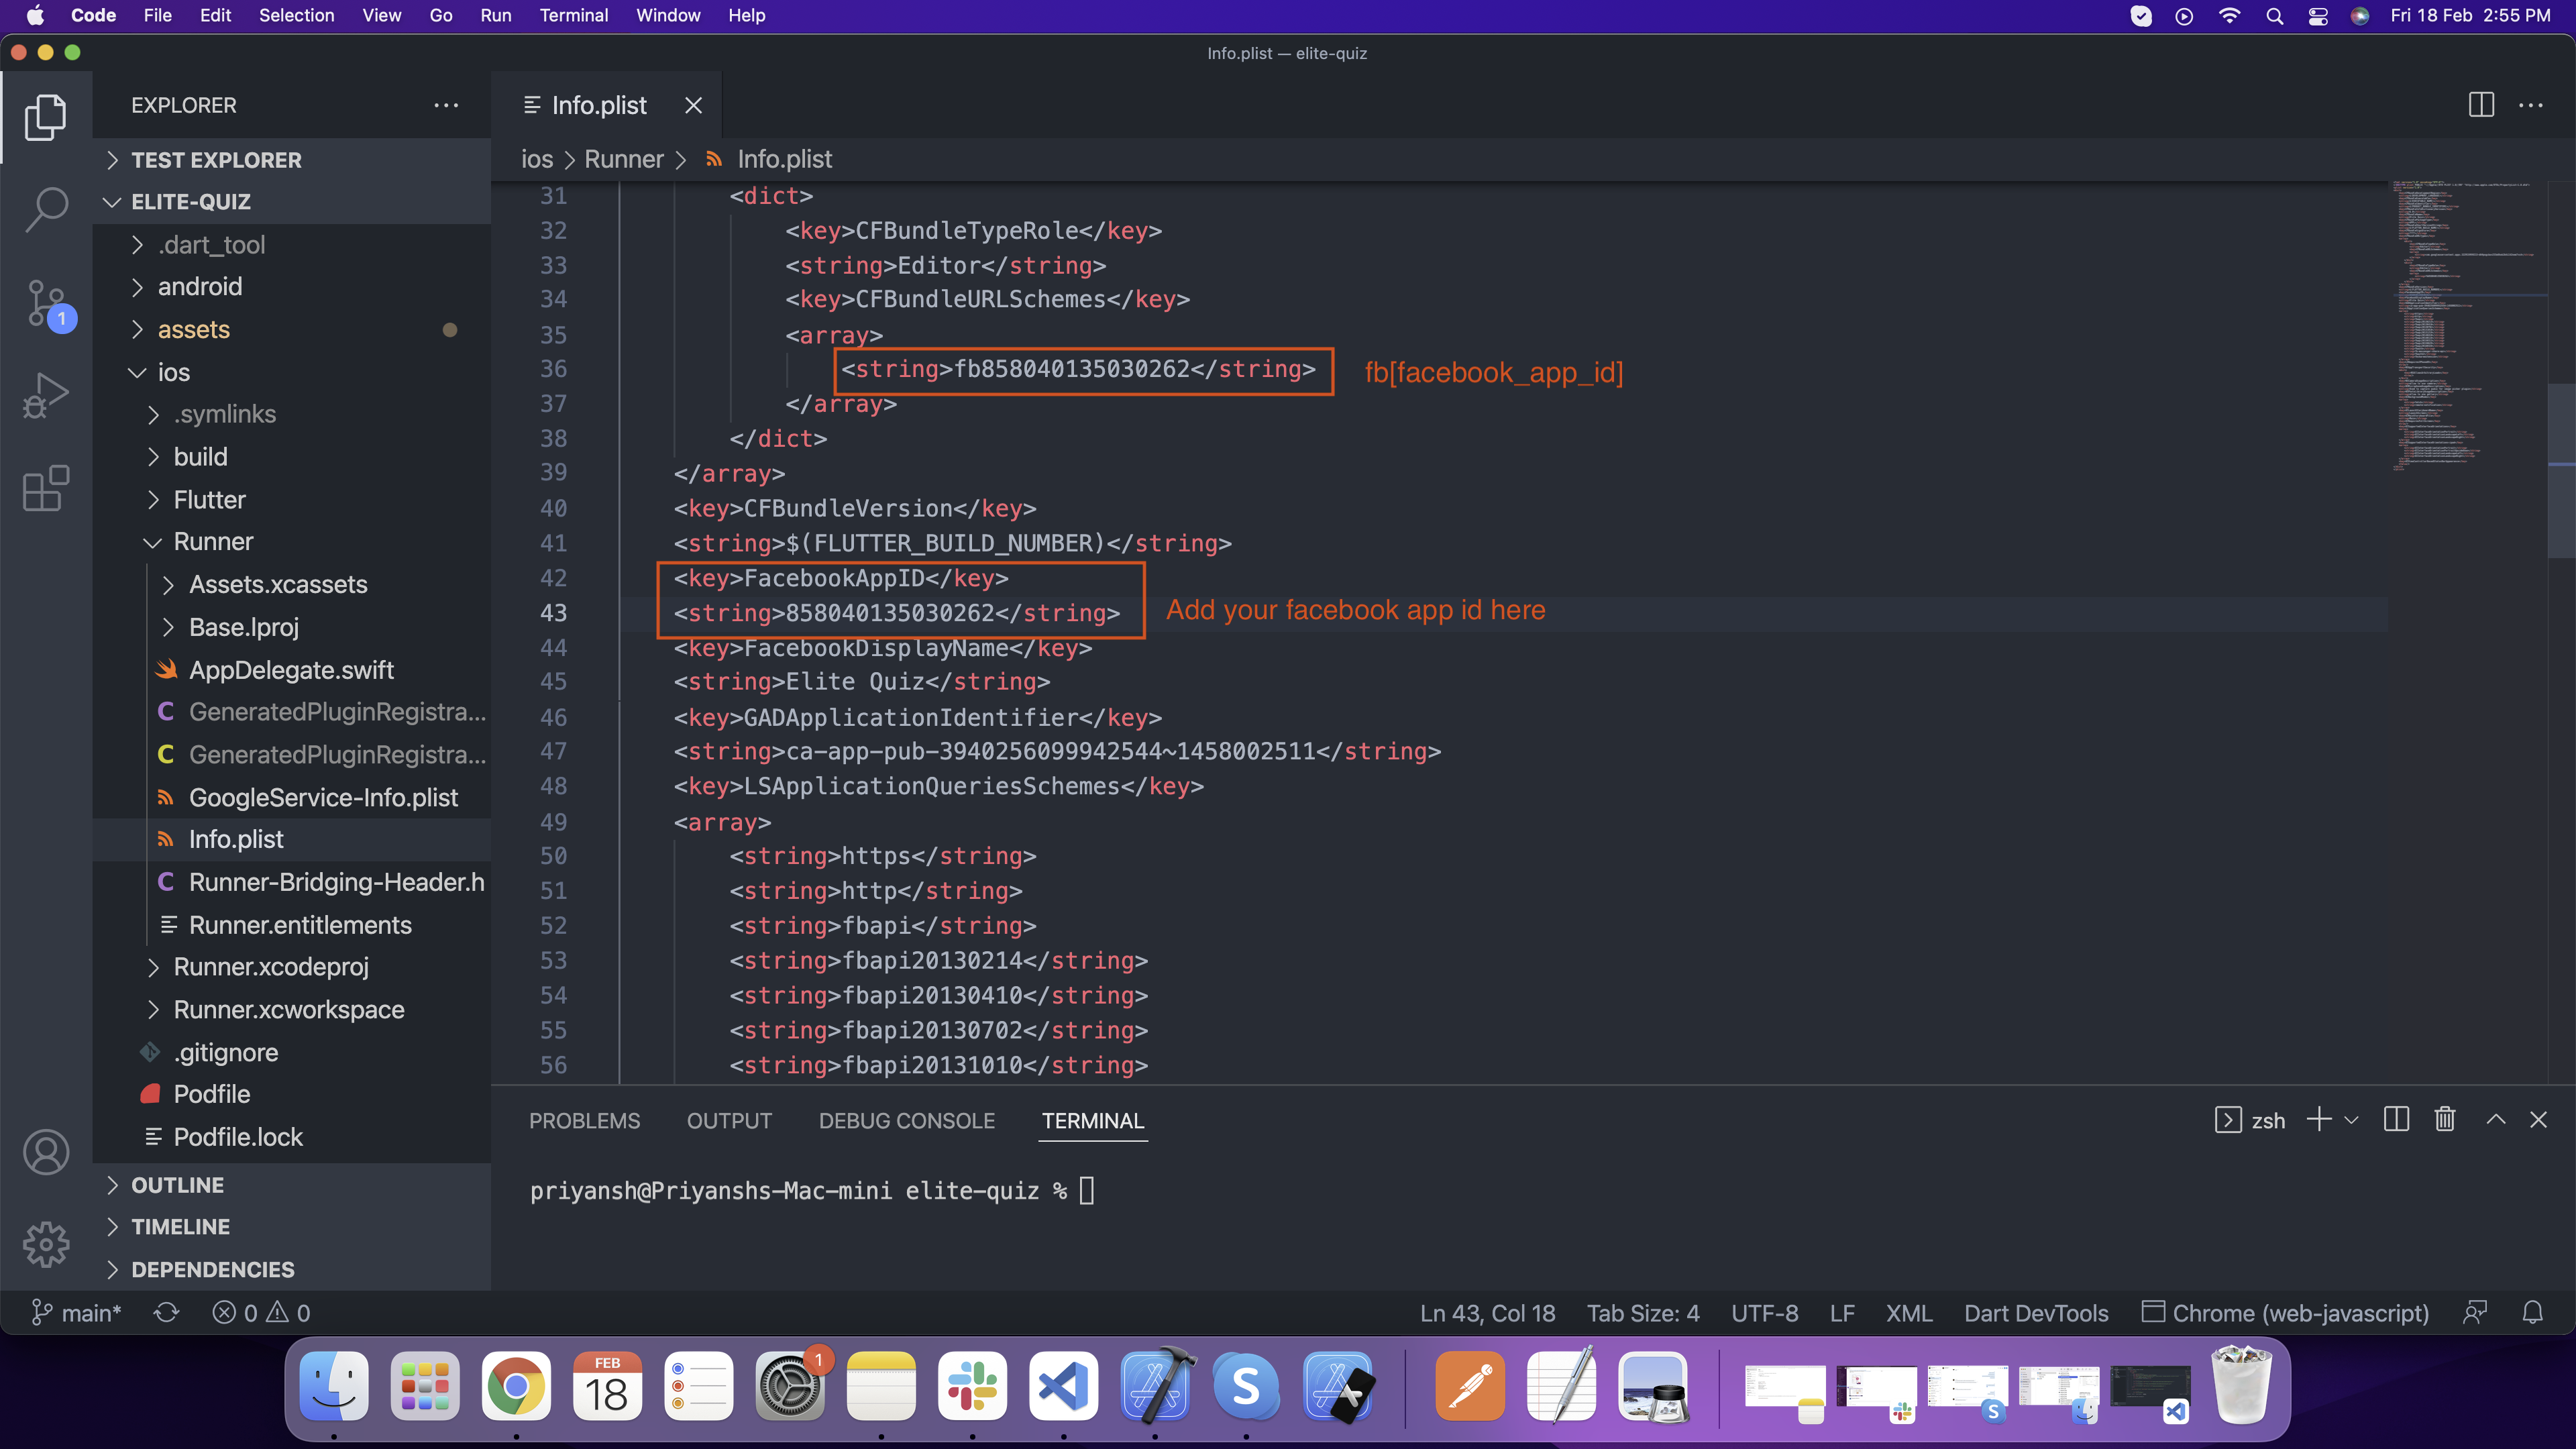 Code File Edit Selection View Go Run Terminal Window Help Fri 18 Feb 2:55 PM
Info.plist — elite-quiz
EXPLORER
TEST EXPLORER
ELITE-QUIZ
.dart_tool
android
assets
ios
.symlinks
build
Flutter
Runner
Assets.xcassets
Base.lproj
AppDelegate.swift
GeneratedPluginRegistra...
GeneratedPluginRegistra...
GoogleService-Info.plist
Info.plist
Runner-Bridging-Header.h
Runner.entitlements
Runner.xcodeproj
Runner.xcworkspace
.gitignore
Podfile
Podfile.lock
OUTLINE
TIMELINE
DEPENDENCIES
1
Info.plist
ios > Runner > Info.plist
31 <dict>
32 <key>CFBundleTypeRole</key>
33 <string>Editor</string>
34 <key>CFBundleURLSchemes</key>
35 <array>
36 <string>fb858040135030262</string> fb[facebook_app_id]
37 </array>
38 </dict>
39 </array>
40 <key>CFBundleVersion</key>
41 <string>$(FLUTTER_BUILD_NUMBER)</string>
42 <key>FacebookAppID</key>
43 <string>858040135030262</string> Add your facebook app id here
44 <key>FacebookDisplayName</key>
45 <string>Elite Quiz</string>
46 <key>GADApplicationIdentifier</key>
47 <string>ca-app-pub-3940256099942544~1458002511</string>
48 <key>LSApplicationQueriesSchemes</key>
49 <array>
50 <string>https</string>
51 <string>http</string>
52 <string>fbapi</string>
53 <string>fbapi20130214</string>
54 <string>fbapi20130410</string>
55 <string>fbapi20130702</string>
56 <string>fbapi20131010</string>
PROBLEMS OUTPUT DEBUG CONSOLE TERMINAL zsh
priyansh@Priyanshs-Mac-mini elite-quiz %
main* 0 0 Ln 43, Col 18 Tab Size: 4 UTF-8 LF XML Dart DevTools Chrome (web-javascript)
FEB
18
1